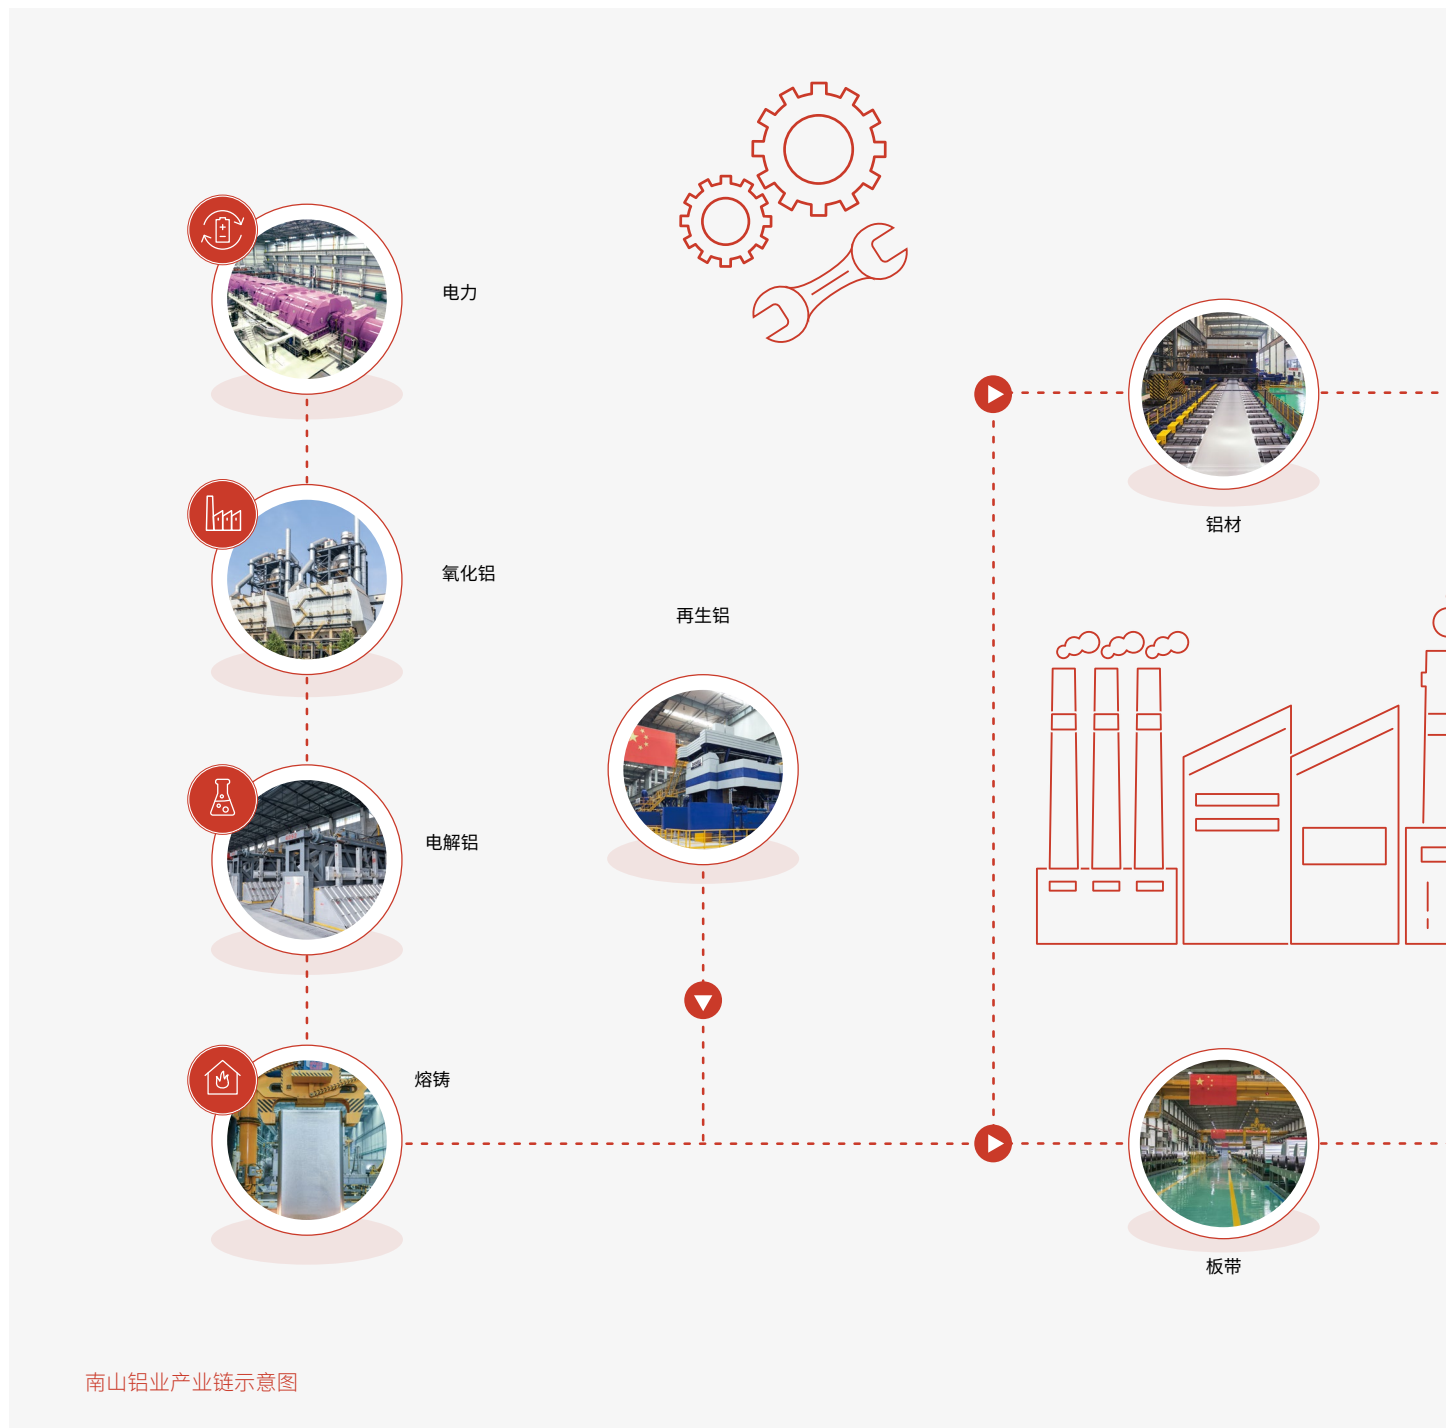 电力
氧化铝
再生铝
电解铝
熔铸
铝材
板带
南山铝业产业链示意图